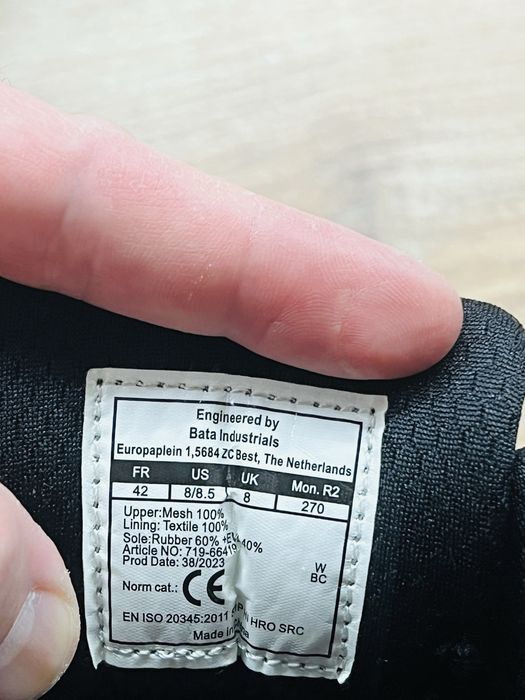 Engineered by
Bata Industrials
Europaplein 1,5684 ZC Best, The Netherlands
FR US UK Mon. R2
42 8/8.5 8 270
Upper:Mesh 100%
Lining: Textile 100%
Sole:Rubber 60% 40%
Article NO:
Prod Date: 38/2023
W
BC
Norm cat.: CE
EN ISO 20345:2011 HRO SRC
Made in